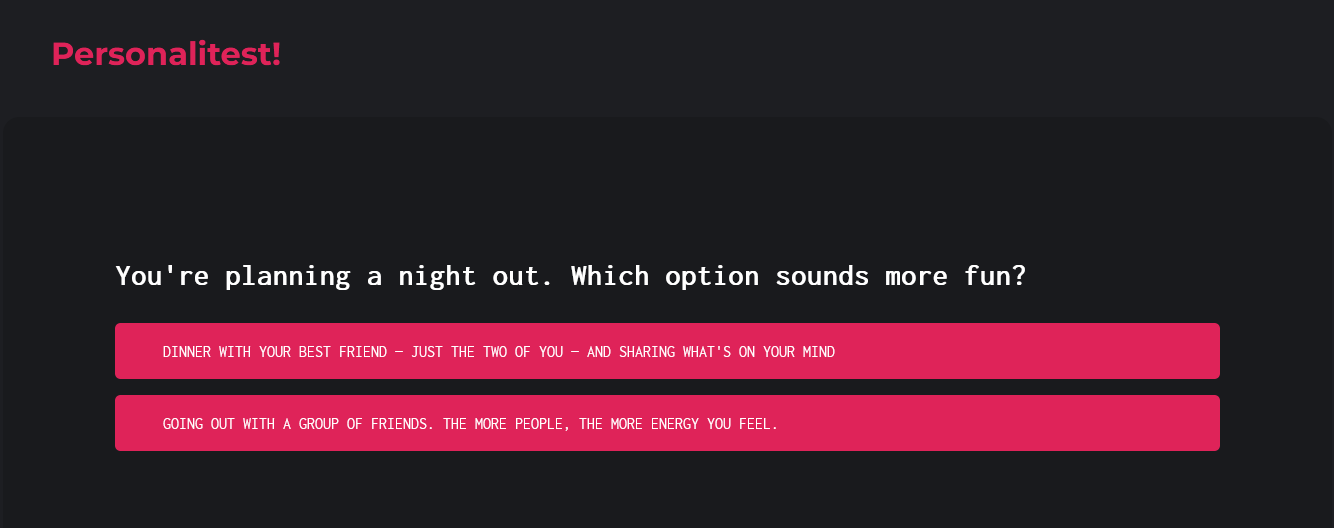 Personalitest!
You're planning a night out. Which option sounds more fun?
DINNER WITH YOUR BEST FRIEND – JUST THE TWO OF YOU – AND SHARING WHAT'S ON YOUR MIND
GOING OUT WITH A GROUP OF FRIENDS. THE MORE PEOPLE, THE MORE ENERGY YOU FEEL.